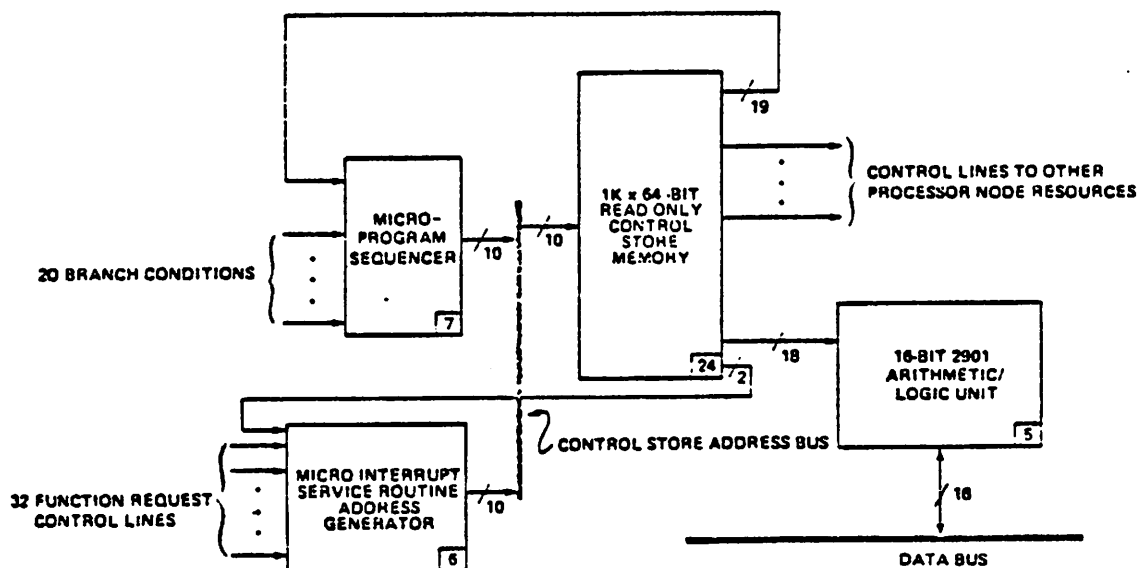 19
1K x 64-BIT
READ ONLY
CONTROL
STORE
MEMORY
CONTROL LINES TO OTHER
PROCESSOR NODE RESOURCES
MICRO-
PROGRAM
SEQUENCER
10
10
20 BRANCH CONDITIONS
7
18
24
2
16-BIT 2901
ARITHMETIC/
LOGIC UNIT
5
CONTROL STORE ADDRESS BUS
32 FUNCTION REQUEST
CONTROL LINES
MICRO INTERRUPT
SERVICE ROUTINE
ADDRESS
GENERATOR
10
6
16
DATA BUS